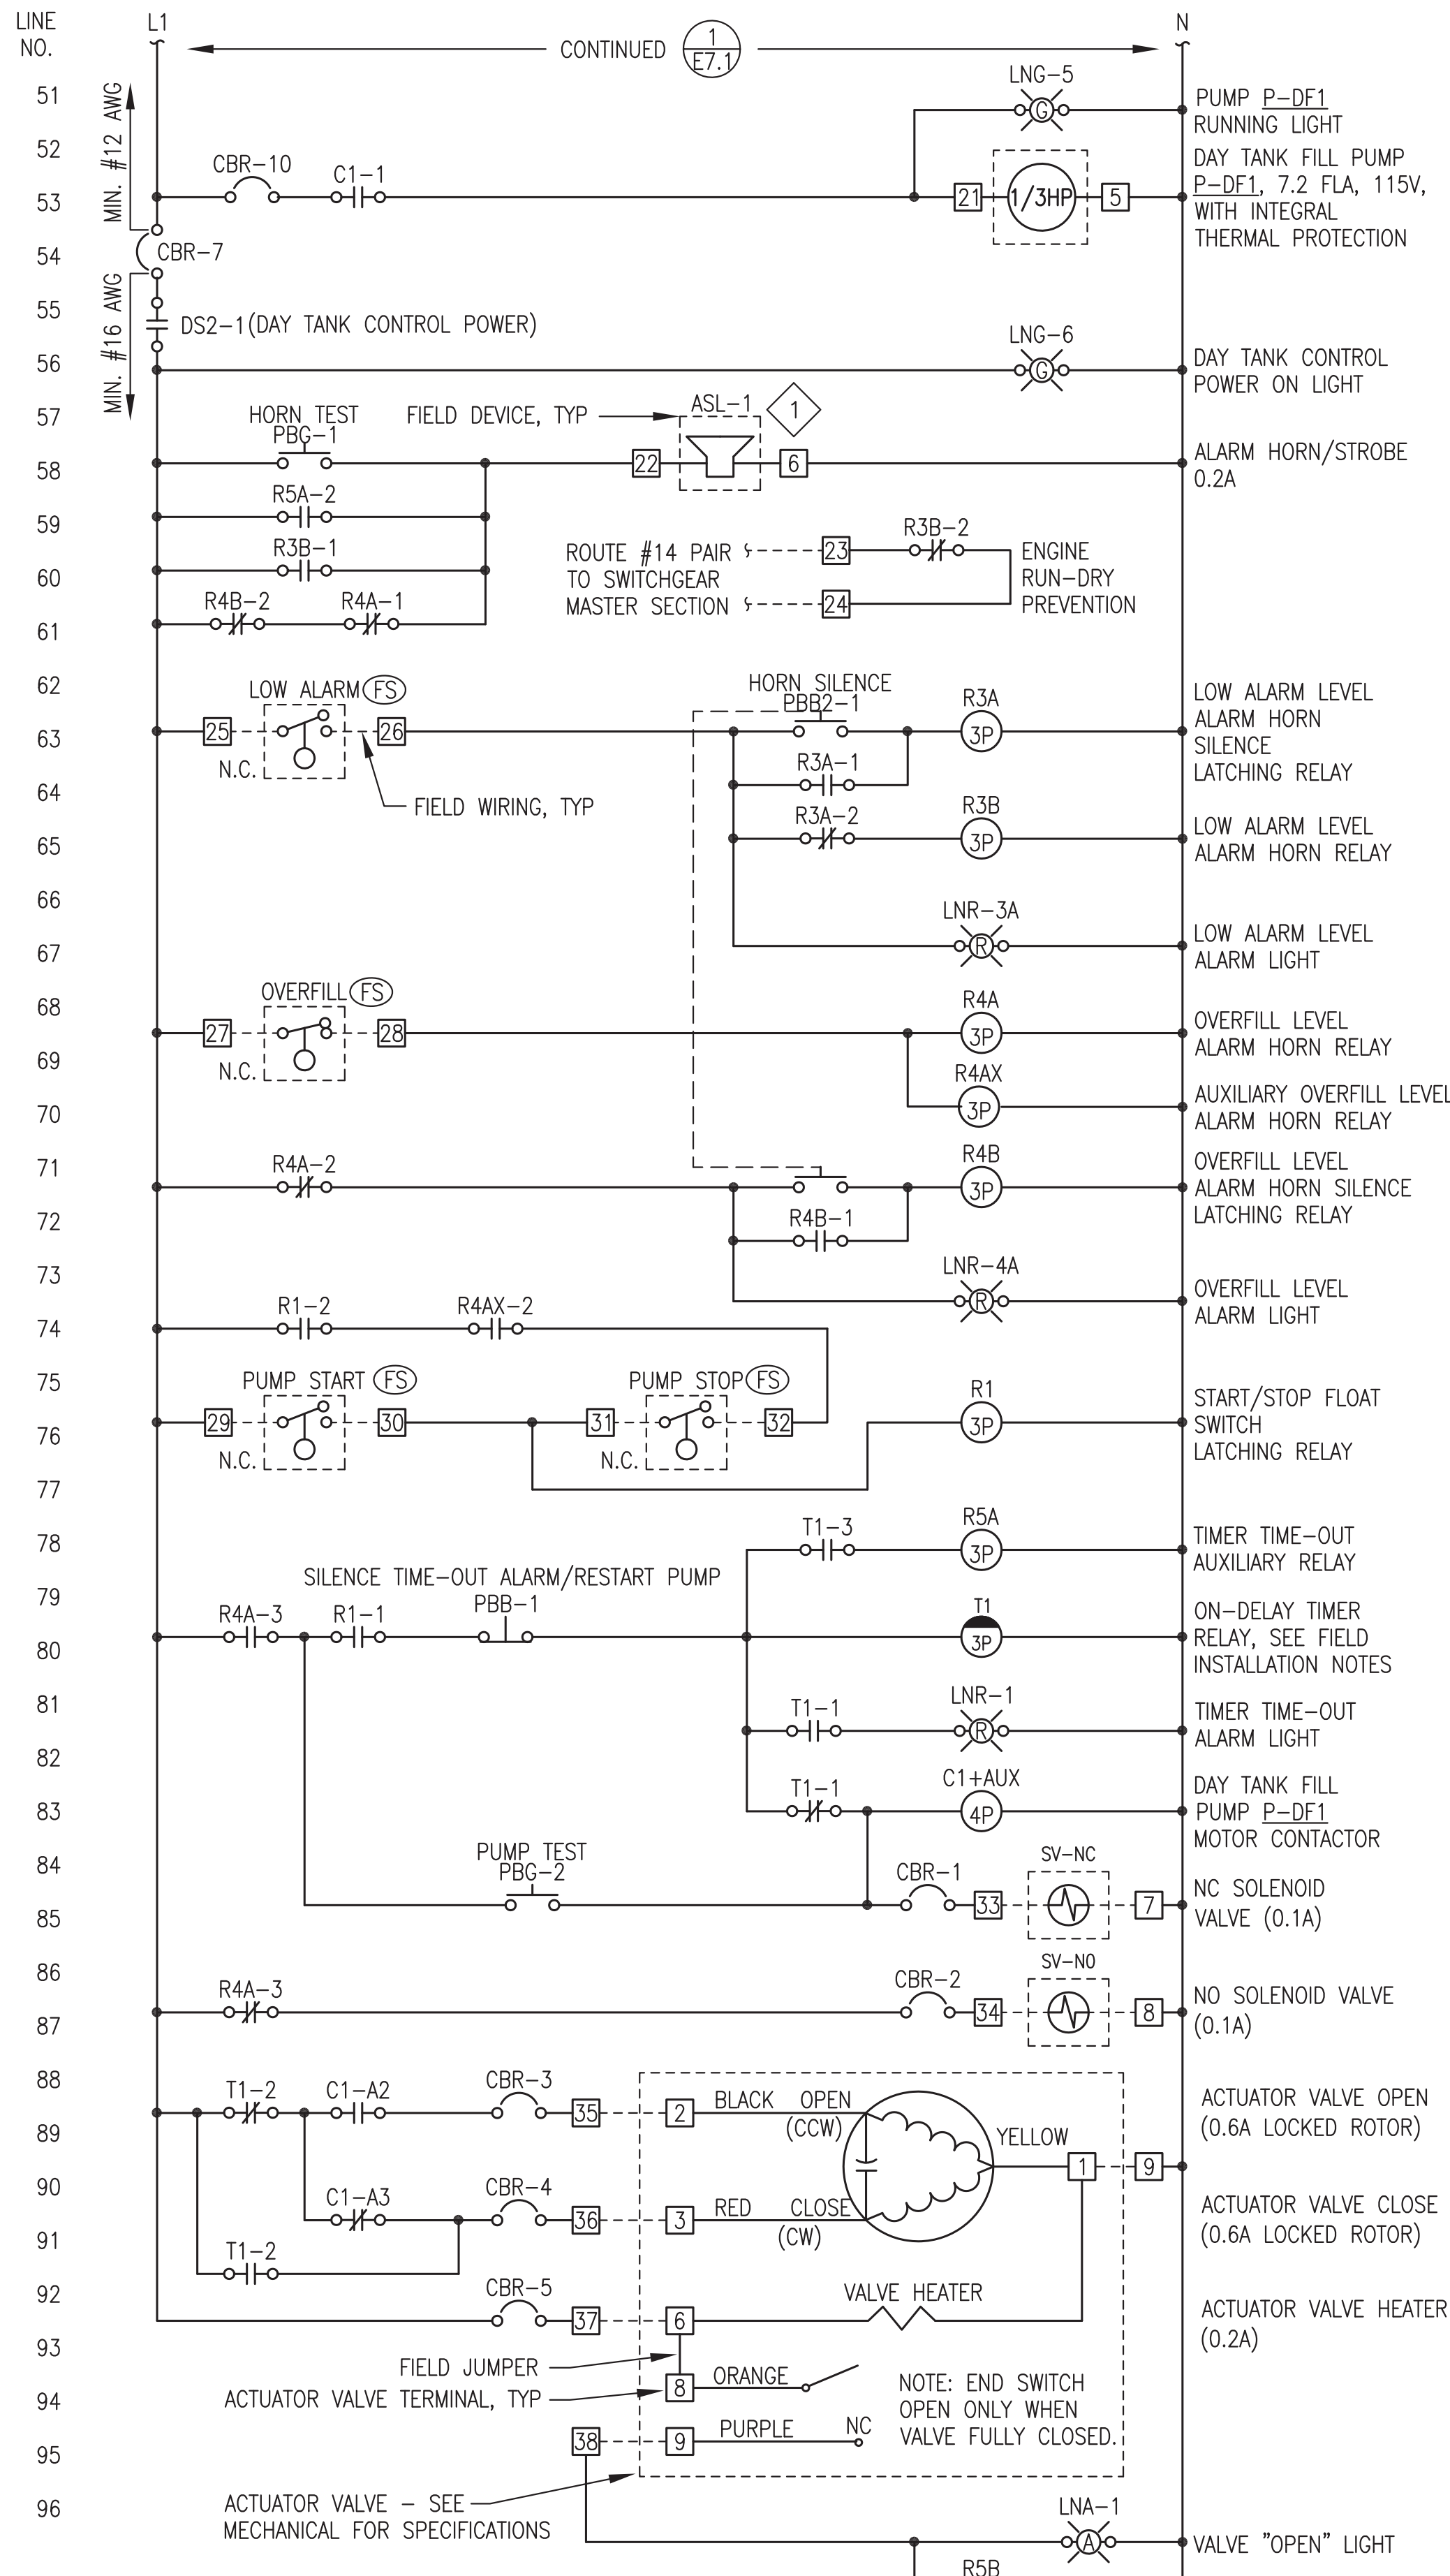 LINE
NO.
L1
N
CONTINUED
1
E7.1
51
52
53
54
55
56
57
58
59
60
61
62
63
64
65
66
67
68
69
70
71
72
73
74
75
76
77
78
79
80
81
82
83
84
85
86
87
88
89
90
91
92
93
94
95
96
MIN. #12 AWG
MIN. #16 AWG
LNG-5
G
PUMP P-DF1
RUNNING LIGHT
CBR-10
C1-1
21
1/3HP
5
DAY TANK FILL PUMP
P-DF1, 7.2 FLA, 115V,
WITH INTEGRAL
THERMAL PROTECTION
CBR-7
DS2-1(DAY TANK CONTROL POWER)
LNG-6
G
DAY TANK CONTROL
POWER ON LIGHT
HORN TEST
PBG-1
FIELD DEVICE, TYP
ASL-1
1
22
6
ALARM HORN/STROBE
0.2A
R5A-2
R3B-1
R4B-2
R4A-1
ROUTE #14 PAIR
TO SWITCHGEAR
MASTER SECTION
23
24
R3B-2
ENGINE
RUN-DRY
PREVENTION
LOW ALARM
FS
25
26
N.C.
FIELD WIRING, TYP
HORN SILENCE
PBB2-1
R3A
3P
LOW ALARM LEVEL
ALARM HORN
SILENCE
LATCHING RELAY
R3A-1
R3A-2
R3B
3P
LOW ALARM LEVEL
ALARM HORN RELAY
LNR-3A
R
LOW ALARM LEVEL
ALARM LIGHT
OVERFILL
FS
27
28
N.C.
R4A
3P
OVERFILL LEVEL
ALARM HORN RELAY
R4AX
3P
AUXILIARY OVERFILL LEVEL
ALARM HORN RELAY
R4A-2
R4B
3P
OVERFILL LEVEL
ALARM HORN SILENCE
LATCHING RELAY
R4B-1
LNR-4A
R
OVERFILL LEVEL
ALARM LIGHT
R1-2
R4AX-2
PUMP START
FS
29
30
N.C.
PUMP STOP
FS
31
32
N.C.
R1
3P
START/STOP FLOAT
SWITCH
LATCHING RELAY
T1-3
R5A
3P
TIMER TIME-OUT
AUXILIARY RELAY
SILENCE TIME-OUT ALARM/RESTART PUMP
R4A-3
R1-1
PBB-1
T1
3P
ON-DELAY TIMER
RELAY, SEE FIELD
INSTALLATION NOTES
T1-1
LNR-1
R
TIMER TIME-OUT
ALARM LIGHT
T1-1
C1+AUX
4P
DAY TANK FILL
PUMP P-DF1
MOTOR CONTACTOR
PUMP TEST
PBG-2
CBR-1
33
SV-NC
7
NC SOLENOID
VALVE (0.1A)
R4A-3
CBR-2
34
SV-NO
8
NO SOLENOID VALVE
(0.1A)
T1-2
C1-A2
CBR-3
35
2
BLACK OPEN
(CCW)
ACTUATOR VALVE OPEN
(0.6A LOCKED ROTOR)
YELLOW
1
9
C1-A3
CBR-4
36
3
RED CLOSE
(CW)
ACTUATOR VALVE CLOSE
(0.6A LOCKED ROTOR)
T1-2
CBR-5
37
6
VALVE HEATER
ACTUATOR VALVE HEATER
(0.2A)
FIELD JUMPER
ACTUATOR VALVE TERMINAL, TYP
8
ORANGE
NOTE: END SWITCH
OPEN ONLY WHEN
VALVE FULLY CLOSED.
38
9
PURPLE
NC
ACTUATOR VALVE - SEE
MECHANICAL FOR SPECIFICATIONS
LNA-1
A
VALVE "OPEN" LIGHT
R5B